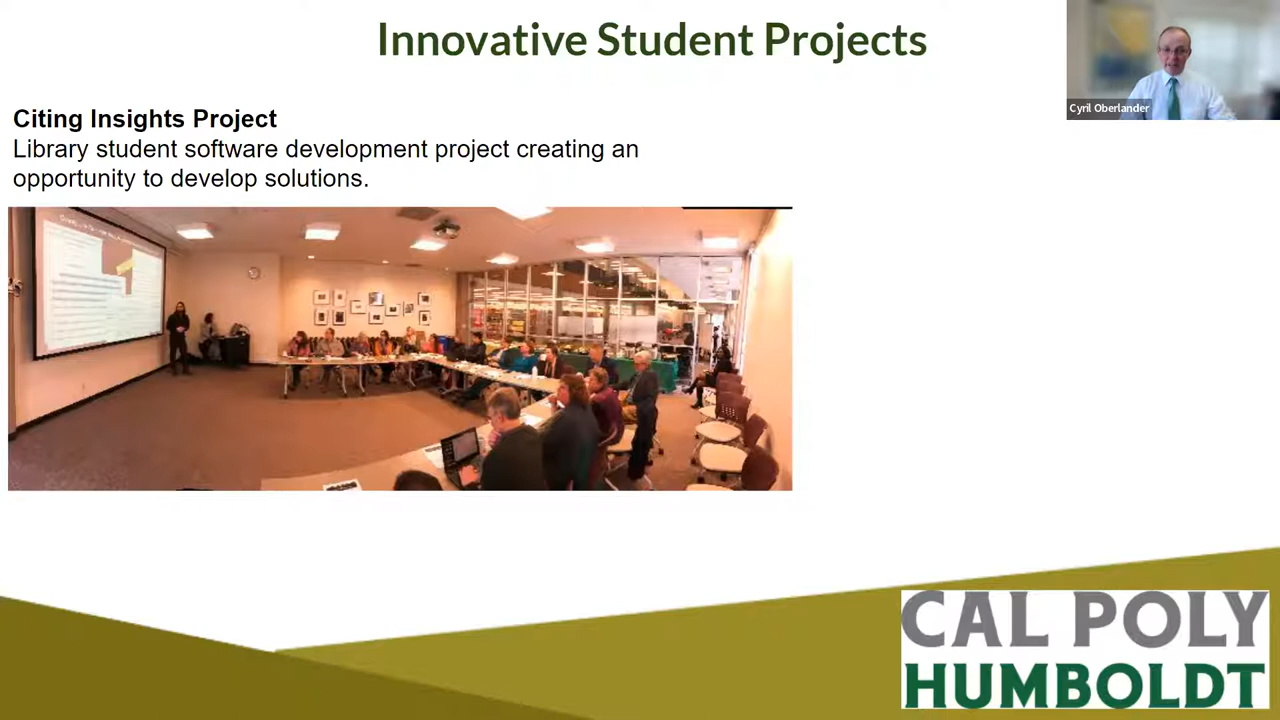 Innovative Student Projects
Cyril Oberlander
Citing Insights Project
Library student software development project creating an
opportunity to develop solutions.
CAL POLY
HUMBOLDT